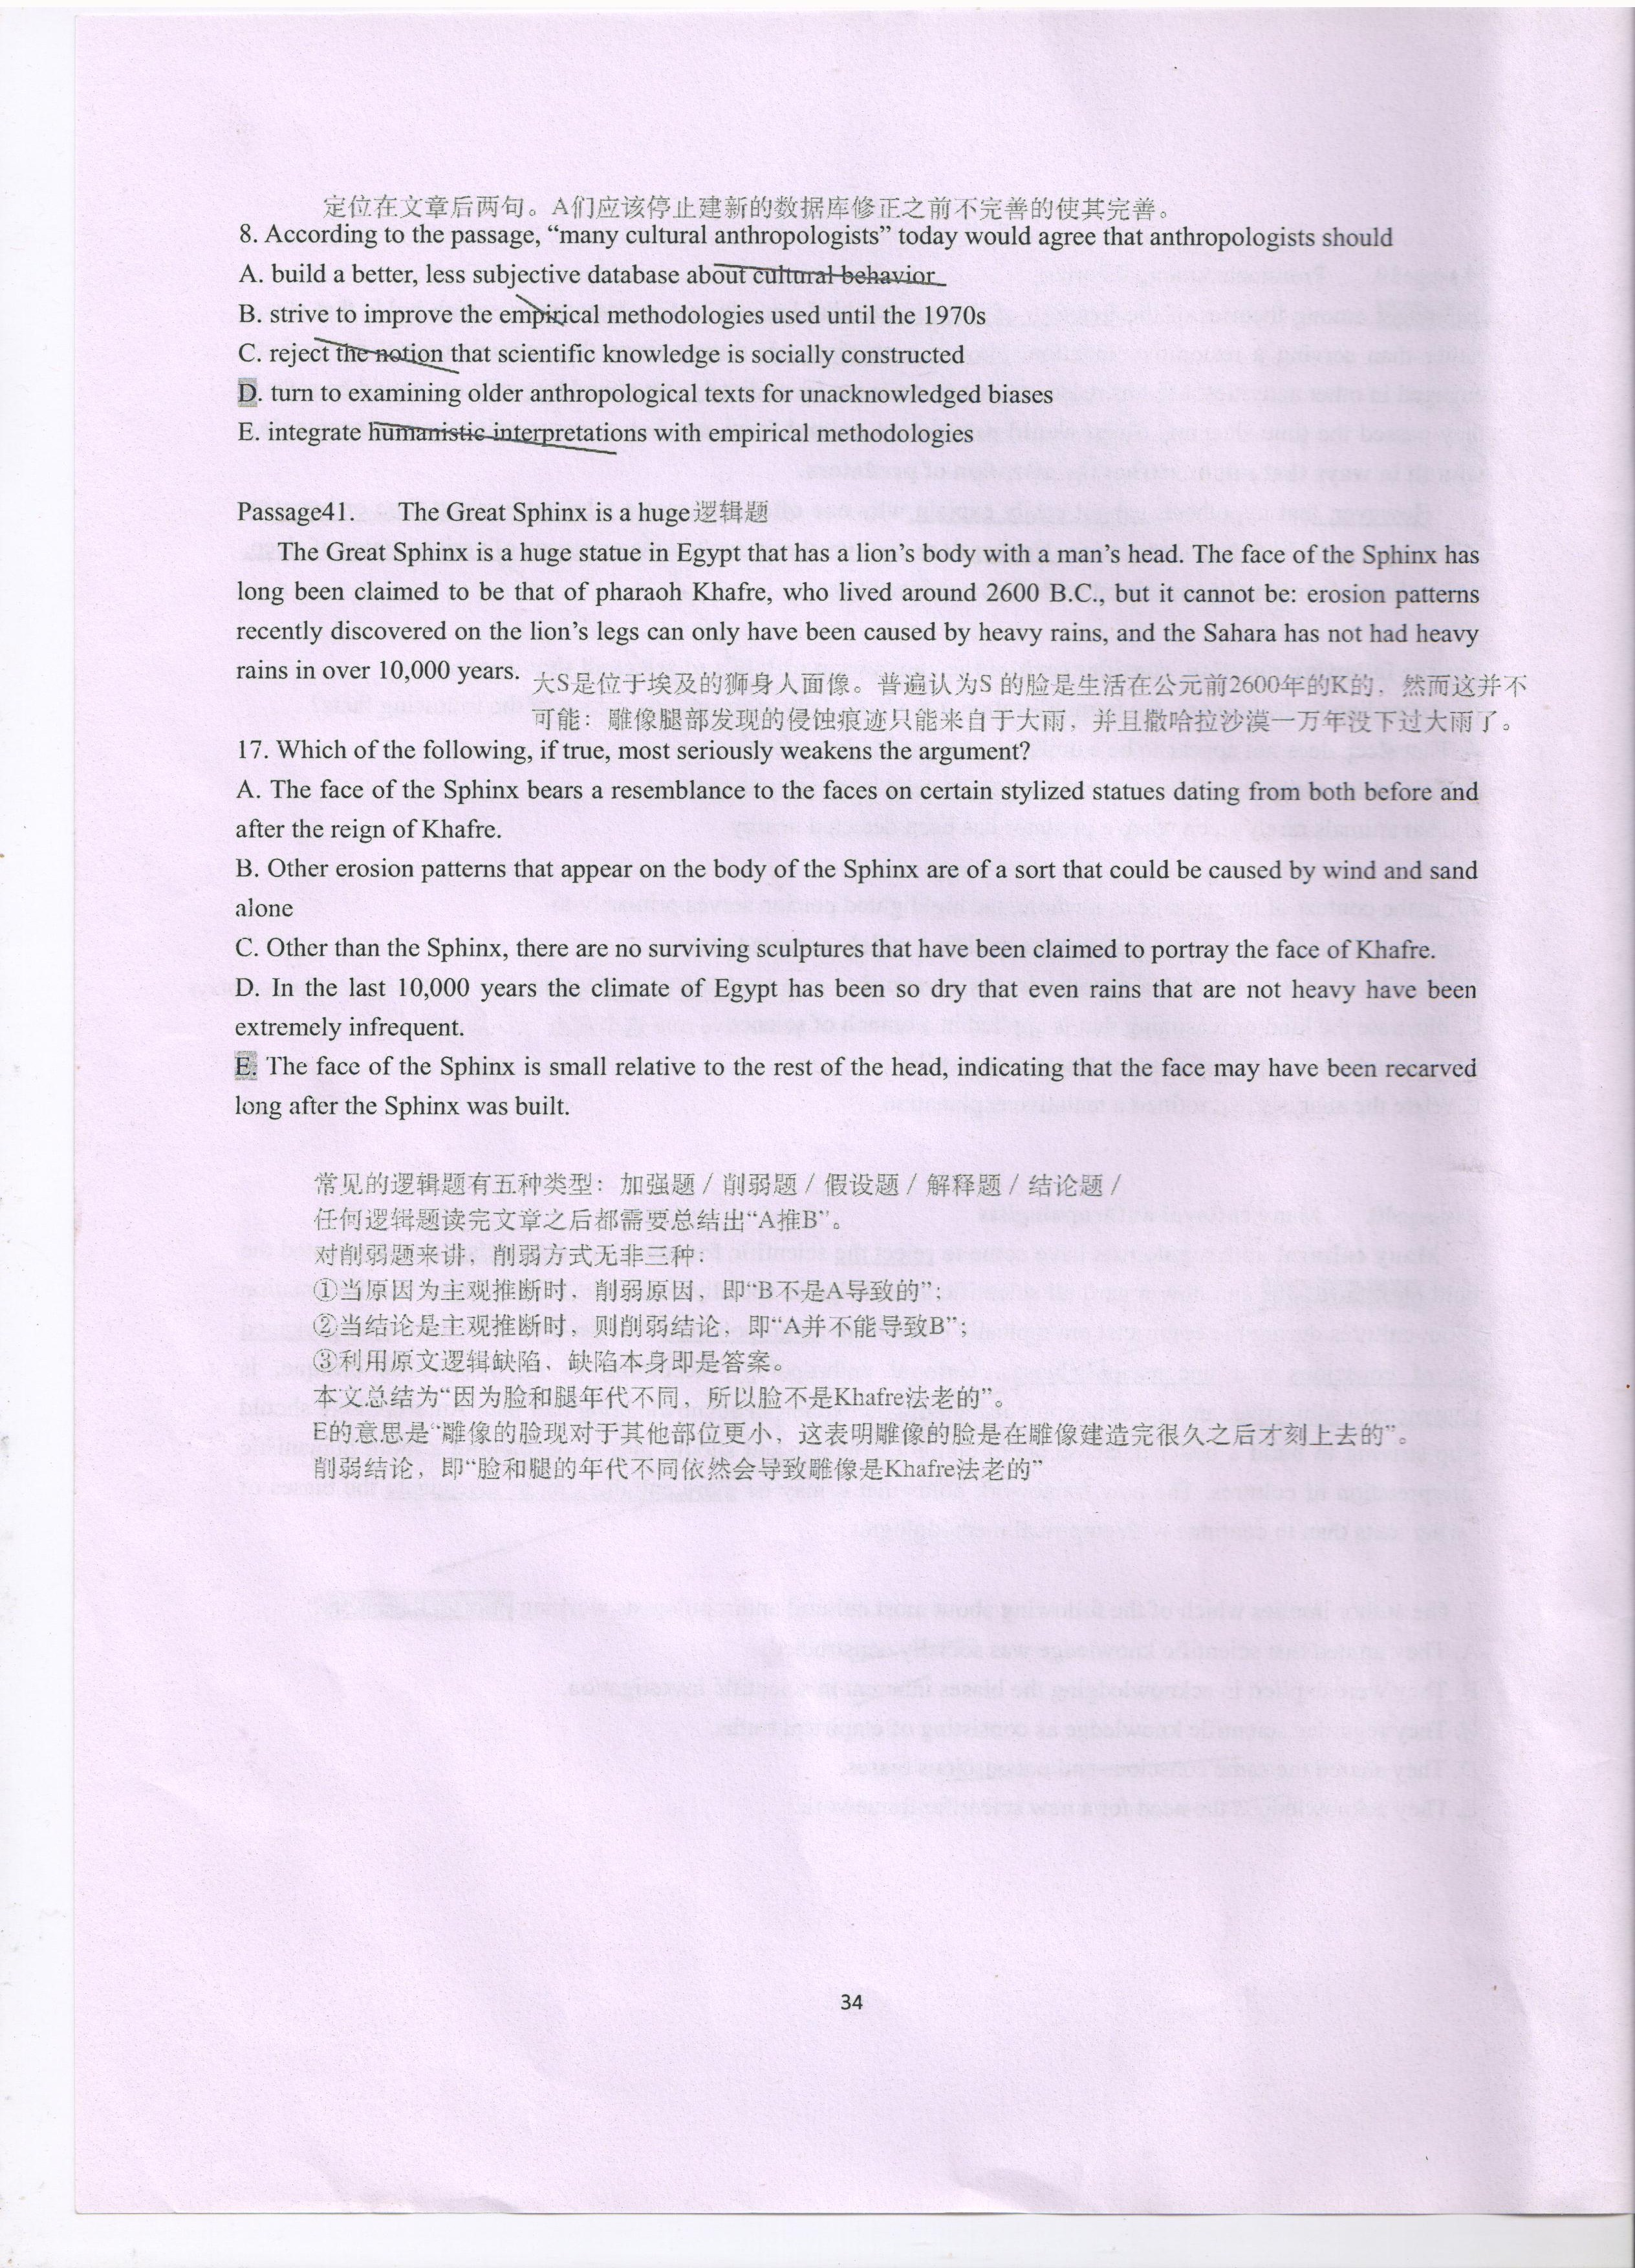 定位在文章后两句。A们应该停止建新的数据库修正之前不完善的使其完善。
8. According to the passage, “many cultural anthropologists” today would agree that anthropologists should
A. build a better, less subjective database about cultural behavior
B. strive to improve the empirical methodologies used until the 1970s
C. reject the notion that scientific knowledge is socially constructed
D. turn to examining older anthropological texts for unacknowledged biases
E. integrate humanistic interpretations with empirical methodologies
Passage41. The Great Sphinx is a huge逻辑题
The Great Sphinx is a huge statue in Egypt that has a lion’s body with a man’s head. The face of the Sphinx has
long been claimed to be that of pharaoh Khafre, who lived around 2600 B.C., but it cannot be: erosion patterns
recently discovered on the lion’s legs can only have been caused by heavy rains, and the Sahara has not had heavy
rains in over 10,000 years.
大S是位于埃及的狮身人面像。普遍认为S 的脸是生活在公元前2600年的K的，然而这并不
可能：雕像腿部发现的侵蚀痕迹只能来自于大雨，并且撒哈拉沙漠一万年没下过大雨了。
17. Which of the following, if true, most seriously weakens the argument?
A. The face of the Sphinx bears a resemblance to the faces on certain stylized statues dating from both before and
after the reign of Khafre.
B. Other erosion patterns that appear on the body of the Sphinx are of a sort that could be caused by wind and sand
alone
C. Other than the Sphinx, there are no surviving sculptures that have been claimed to portray the face of Khafre.
D. In the last 10,000 years the climate of Egypt has been so dry that even rains that are not heavy have been
extremely infrequent.
E. The face of the Sphinx is small relative to the rest of the head, indicating that the face may have been recarved
long after the Sphinx was built.
常见的逻辑题有五种类型：加强题 / 削弱题 / 假设题 / 解释题 / 结论题 /
任何逻辑题读完文章之后都需要总结出“A推B”。
对削弱题来讲，削弱方式无非三种：
①当原因为主观推断时，削弱原因，即“B不是A导致的”；
②当结论是主观推断时，则削弱结论，即“A并不能导致B”；
③利用原文逻辑缺陷，缺陷本身即是答案。
本文总结为“因为脸和腿年代不同，所以脸不是Khafre法老的”。
E的意思是“雕像的脸现对于其他部位更小，这表明雕像的脸是在雕像建造完很久之后才刻上去的”。
削弱结论，即“脸和腿的年代不同依然会导致雕像是Khafre法老的”
34